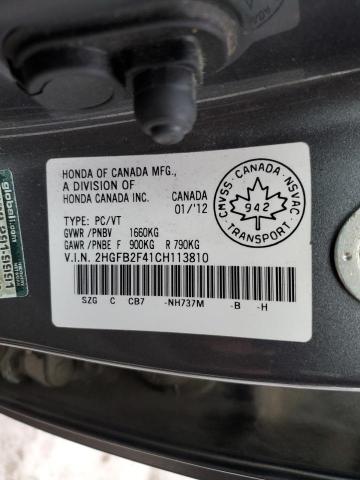 HONDA OF CANADA MFG.,
A DIVISION OF
HONDA CANADA INC.
CANADA
01/'12
TYPE: PC/VT
GVWR /PNBV 1660KG
GAWR /PNBE F 900KG R 790KG
V.I.N. 2HGFB2F41CH113810
SZG C CB7 -NH737M -B -H
CMVSS-CANADA-NSVAC
942
TRANSPORT